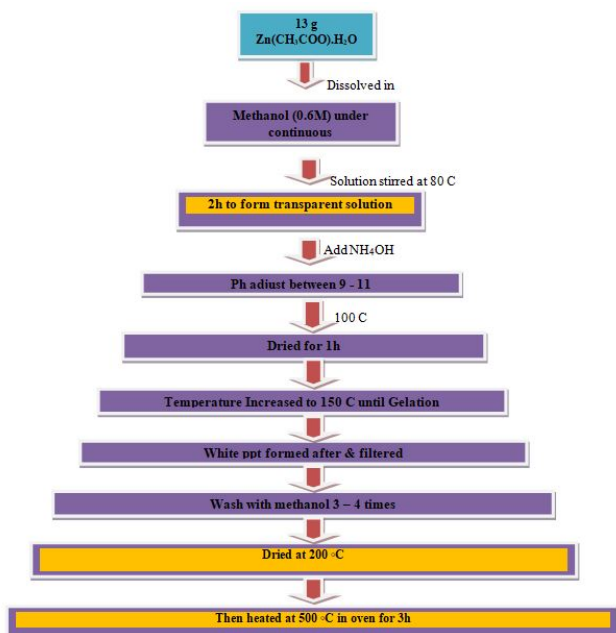 13 g
Zn(CH₃COO).H₂O
Dissolved in
Methanol (0.6M) under
continuous
Solution stirred at 80 C
2h to form transparent solution
Add NH₄OH
Ph adjust between 9 - 11
100 C
Dried for 1h
Temperature Increased to 150 C until Gelation
White ppt formed after & filtered
Wash with methanol 3 – 4 times
Dried at 200 ◦C
Then heated at 500 ◦C in oven for 3h